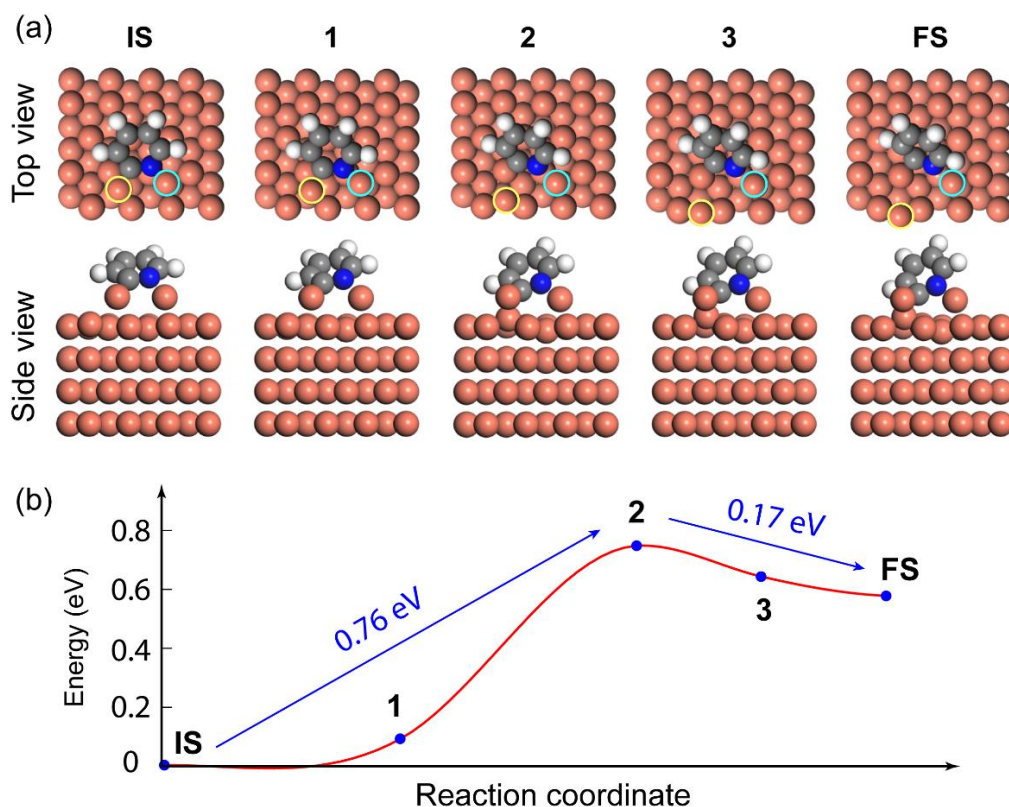 (a)
IS 1 2 3 FS
Top view
Side view
(b)
Energy (eV)
0.8
0.6
0.4
0.2
0
0.76 eV
0.17 eV
IS
1
2
3
FS
Reaction coordinate